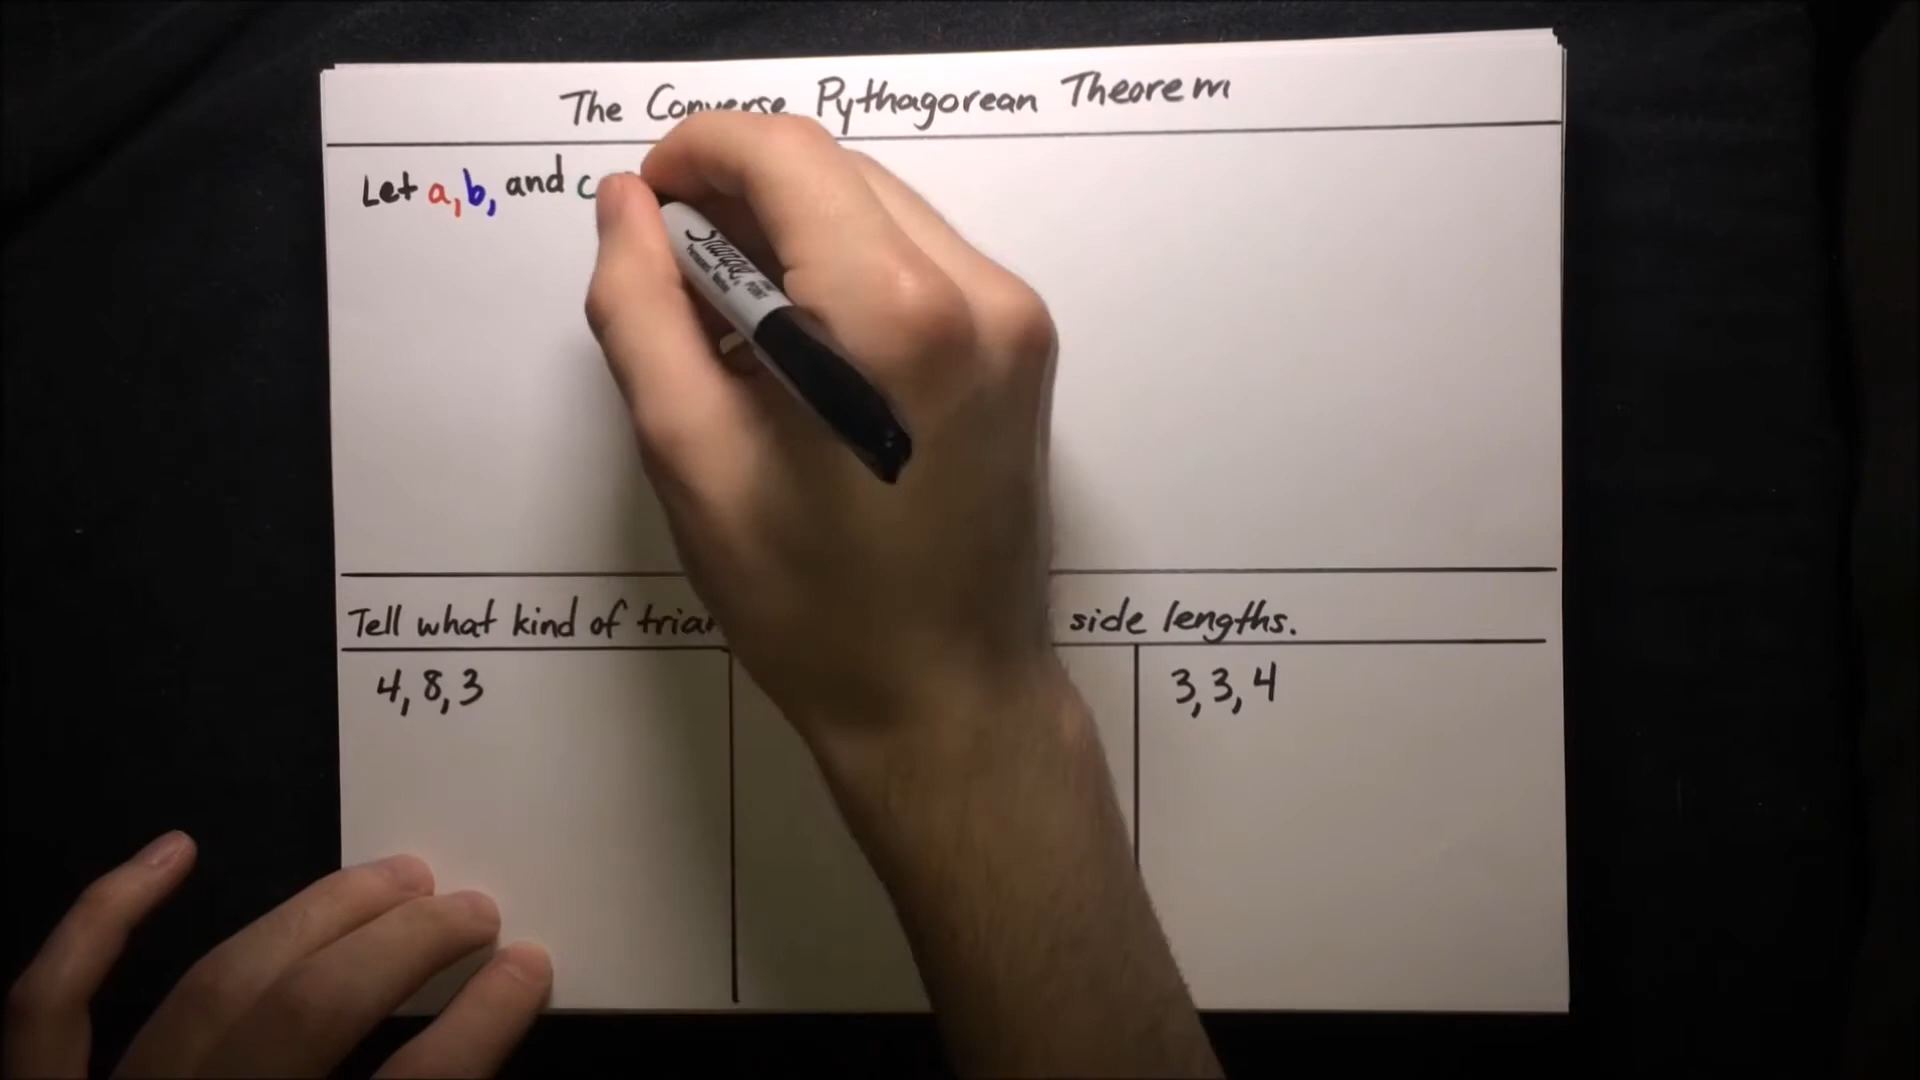 The Converse Pythagorean Theorem
Let a, b, and c
Sharpie
Tell what kind of side lengths.
4, 8, 3
3, 3, 4